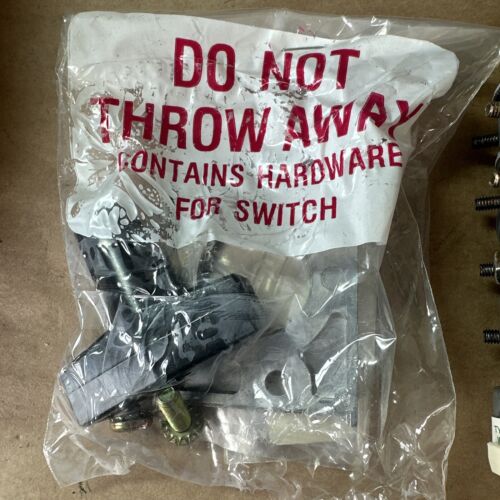 DO NOT
THROW AWAY
CONTAINS HARDWARE
FOR SWITCH